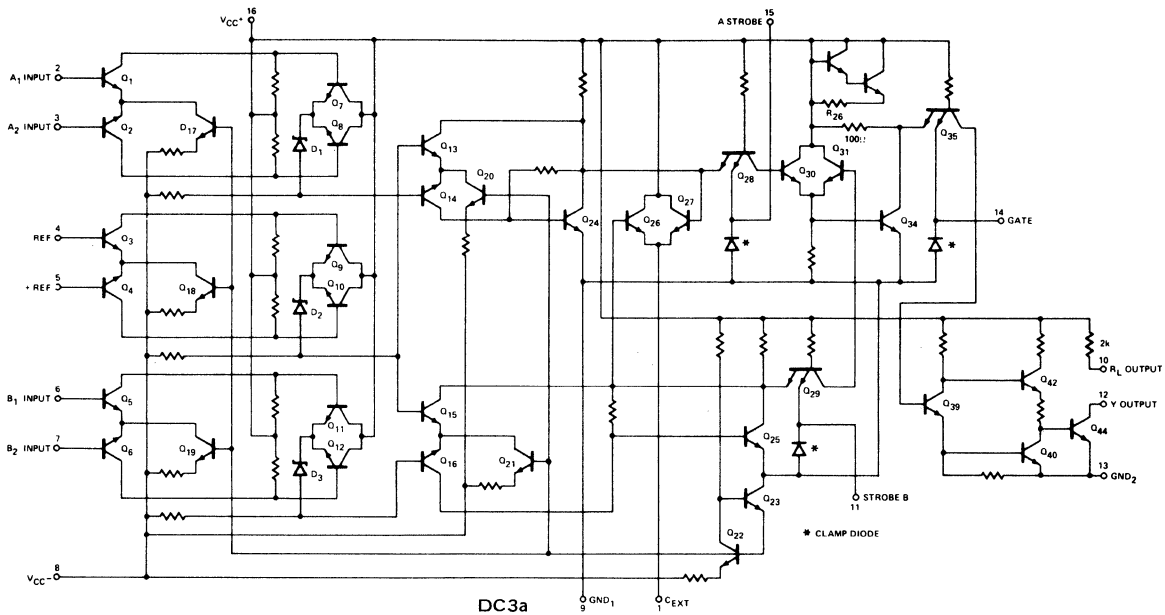 16
VCC+
15
A STROBE
2
A1 INPUT
Q1
3
A2 INPUT
Q2
D17
Q7
Q8
D1
Q13
Q20
Q14
Q24
Q26
Q27
Q28
*
R26
100Ω
Q31
Q30
Q35
Q34
*
14
GATE
4
REF
Q3
5
+ REF
Q4
Q18
Q9
Q10
D2
6
B1 INPUT
Q5
7
B2 INPUT
Q6
Q19
Q11
Q12
D3
Q15
Q16
Q21
Q29
Q25
*
Q23
Q22
STROBE B
11
* CLAMP DIODE
2k
10
RL OUTPUT
Q42
12
Y OUTPUT
Q39
Q44
Q40
13
GND2
8
VCC−
DC3a
GND1
9
CEXT
1